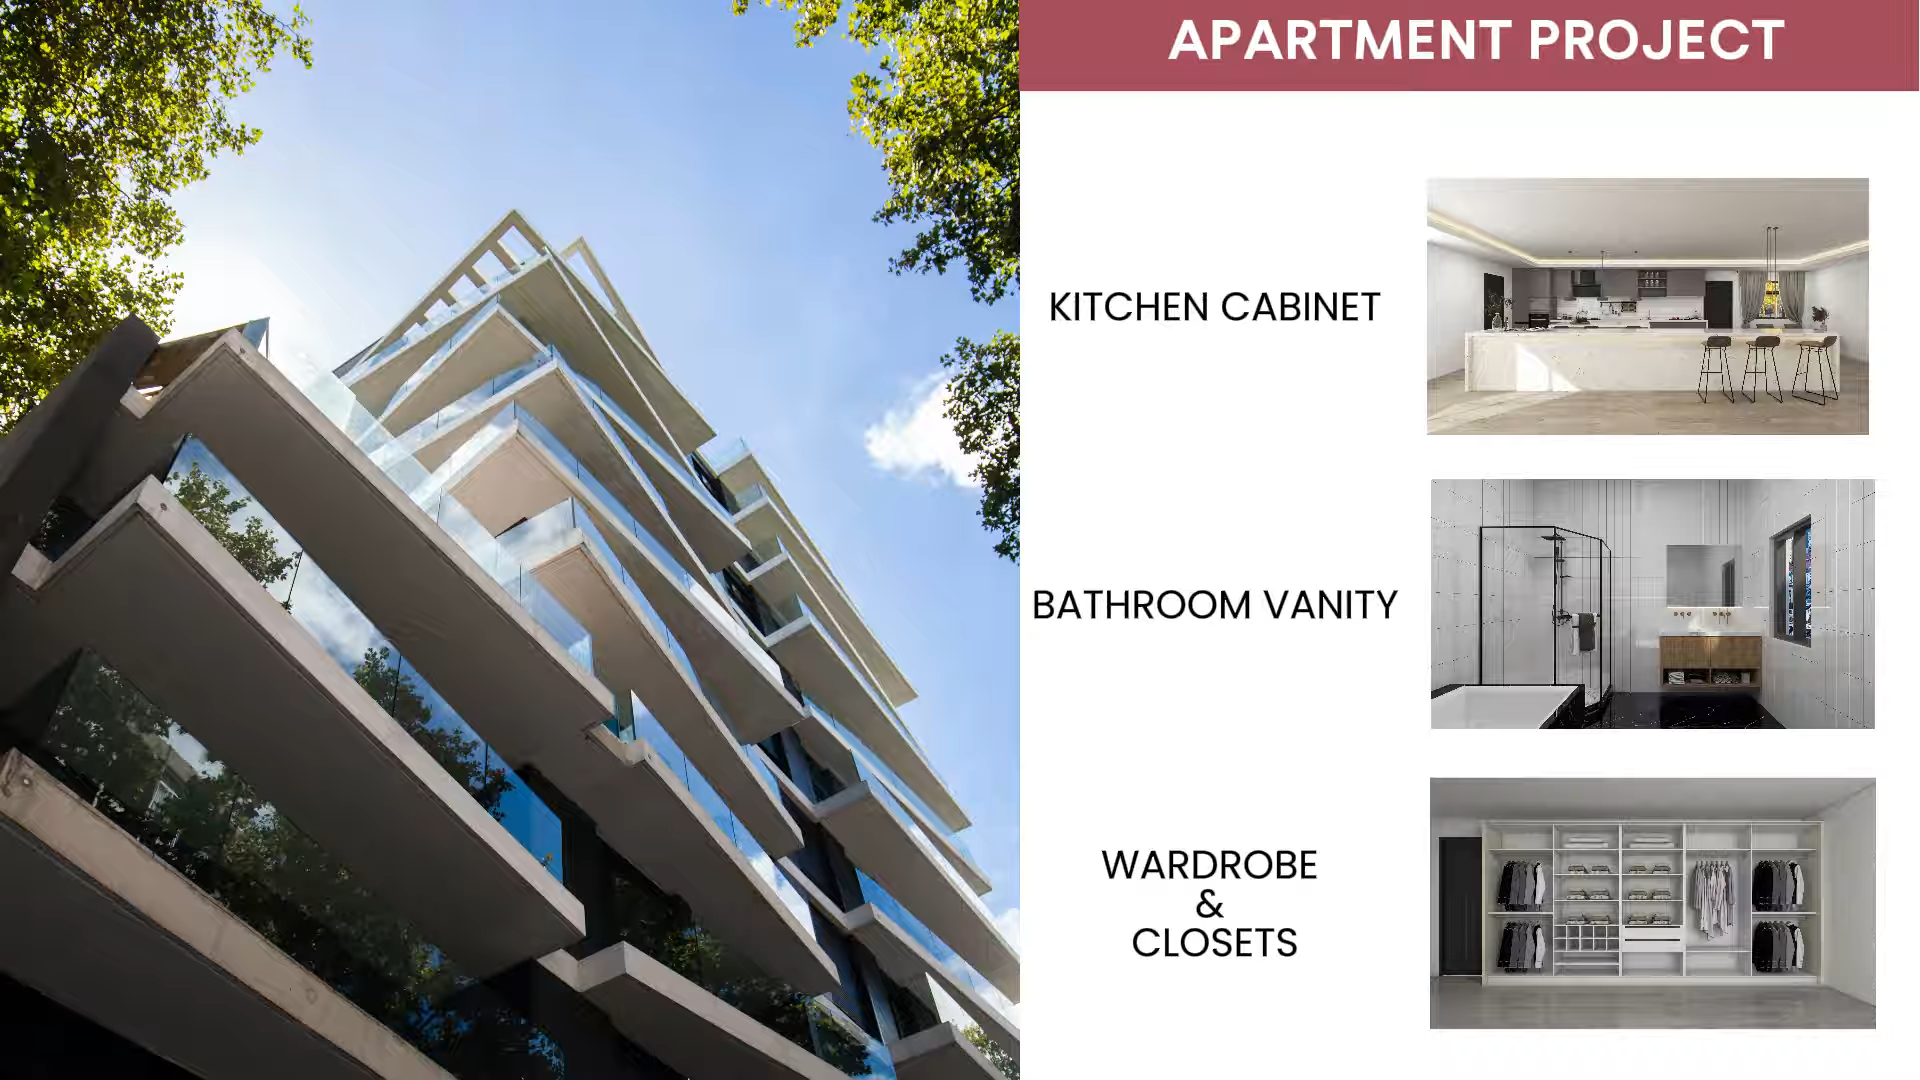 APARTMENT PROJECT
KITCHEN CABINET
BATHROOM VANITY
WARDROBE
&
CLOSETS